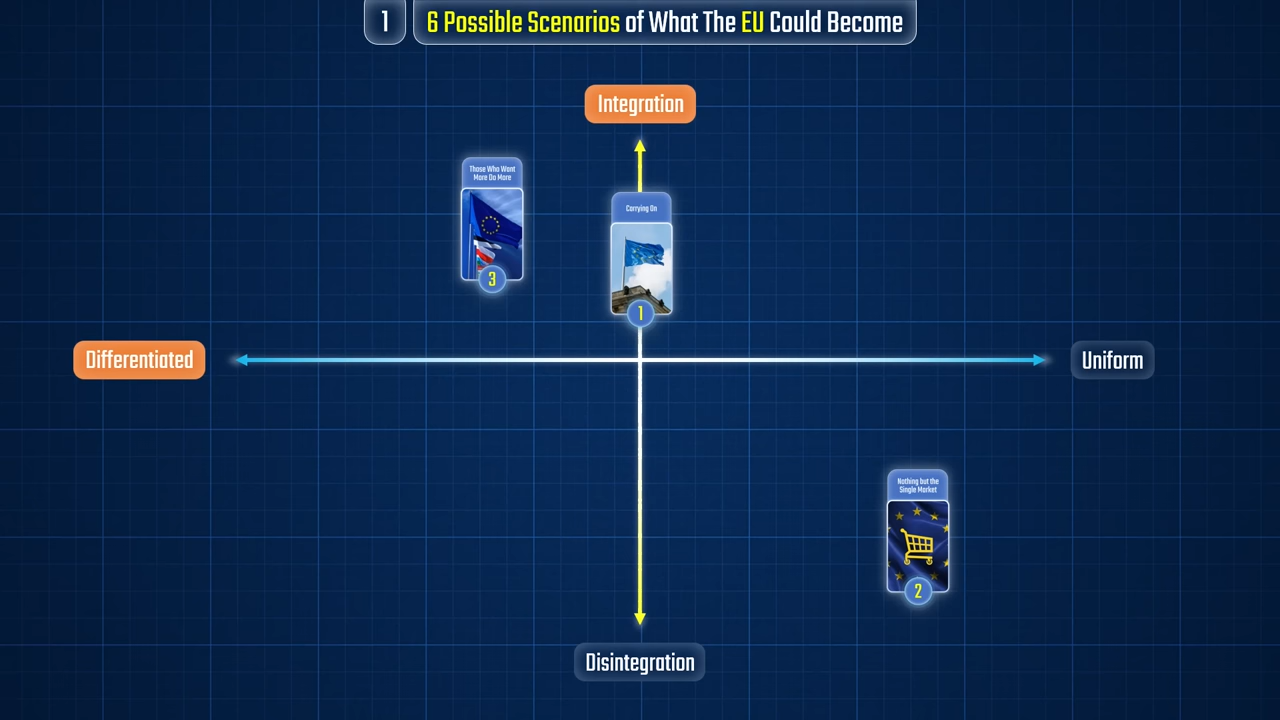 1
6 Possible Scenarios of What The EU Could Become
Integration
Those Who Want
More Do More
3
Carrying On
1
Differentiated
Uniform
Nothing but the
Single Market
2
Disintegration